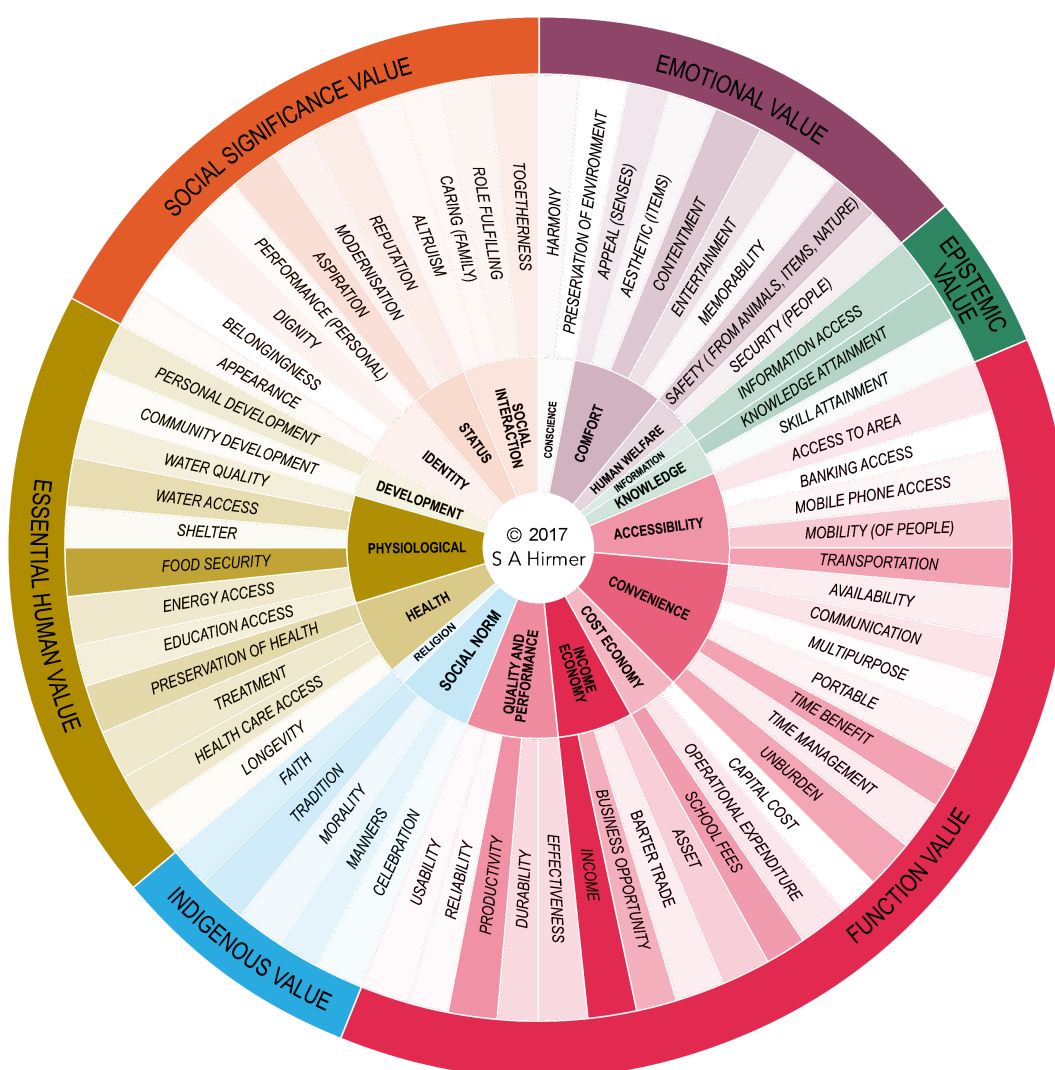 SOCIAL SIGNIFICANCE VALUE
EMOTIONAL VALUE
EPISTEMIC
VALUE
FUNCTION VALUE
INDIGENOUS VALUE
ESSENTIAL HUMAN VALUE
HARMONY
PRESERVATION OF ENVIRONMENT
APPEAL (SENSES)
AESTHETIC (ITEMS)
CONTENTMENT
ENTERTAINMENT
MEMORABILITY
SAFETY (FROM ANIMALS, ITEMS, NATURE)
SECURITY (PEOPLE)
INFORMATION ACCESS
KNOWLEDGE ATTAINMENT
SKILL ATTAINMENT
ACCESS TO AREA
BANKING ACCESS
MOBILE PHONE ACCESS
MOBILITY (OF PEOPLE)
TRANSPORTATION
AVAILABILITY
COMMUNICATION
MULTIPURPOSE
PORTABLE
TIME BENEFIT
TIME MANAGEMENT
UNBURDEN
CAPITAL COST
OPERATIONAL EXPENDITURE
SCHOOL FEES
ASSET
BARTER TRADE
BUSINESS OPPORTUNITY
INCOME
EFFECTIVENESS
DURABILITY
PRODUCTIVITY
RELIABILITY
USABILITY
CELEBRATION
MANNERS
MORALITY
TRADITION
FAITH
LONGEVITY
HEALTH CARE ACCESS
TREATMENT
PRESERVATION OF HEALTH
EDUCATION ACCESS
ENERGY ACCESS
FOOD SECURITY
SHELTER
WATER ACCESS
WATER QUALITY
COMMUNITY DEVELOPMENT
PERSONAL DEVELOPMENT
APPEARANCE
BELONGINGNESS
DIGNITY
PERFORMANCE (PERSONAL)
ASPIRATION
MODERNISATION
REPUTATION
ALTRUISM
CARING (FAMILY)
ROLE FULFILLING
TOGETHERNESS
CONSCIENCE
COMFORT
HUMAN WELFARE
INFORMATION
KNOWLEDGE
ACCESSIBILITY
CONVENIENCE
COST ECONOMY
INCOME
ECONOMY
QUALITY AND
PERFORMANCE
SOCIAL NORM
RELIGION
HEALTH
PHYSIOLOGICAL
DEVELOPMENT
IDENTITY
STATUS
SOCIAL
INTERACTION
© 2017
S A Hirmer